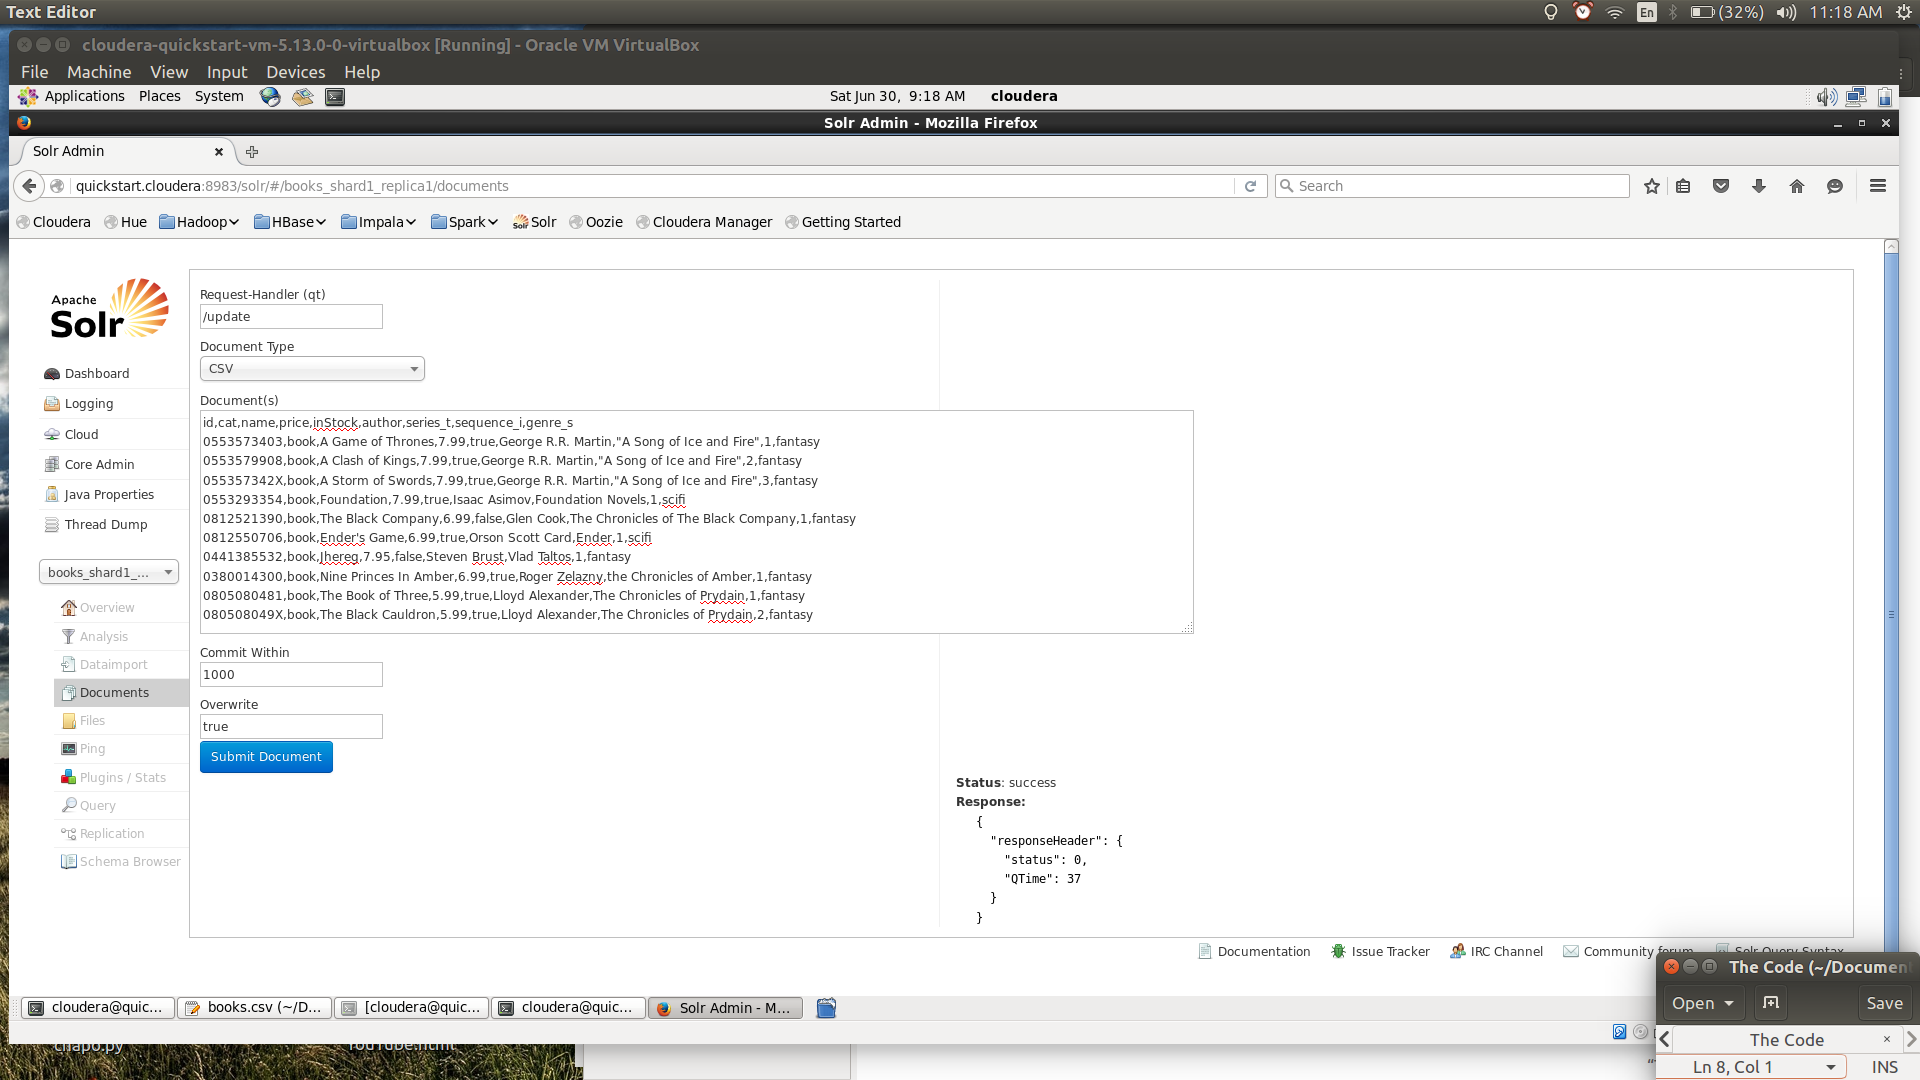 Text Editor
En
(32%)
11:18 AM
cloudera-quickstart-vm-5.13.0-0-virtualbox [Running] - Oracle VM VirtualBox
File Machine View Input Devices Help
Applications Places System
Sat Jun 30, 9:18 AM
cloudera
Solr Admin - Mozilla Firefox
Solr Admin
quickstart.cloudera:8983/solr/#/books_shard1_replica1/documents
Search
Cloudera Hue Hadoop HBase Impala Spark Solr Oozie Cloudera Manager Getting Started
Apache
Solr
Dashboard
Logging
Cloud
Core Admin
Java Properties
Thread Dump
books_shard1_...
Overview
Analysis
Dataimport
Documents
Files
Ping
Plugins / Stats
Query
Replication
Schema Browser
Request-Handler (qt)
/update
Document Type
CSV
Document(s)
id,cat,name,price,inStock,author,series_t,sequence_i,genre_s
0553573403,book,A Game of Thrones,7.99,true,George R.R. Martin,"A Song of Ice and Fire",1,fantasy
0553579908,book,A Clash of Kings,7.99,true,George R.R. Martin,"A Song of Ice and Fire",2,fantasy
055357342X,book,A Storm of Swords,7.99,true,George R.R. Martin,"A Song of Ice and Fire",3,fantasy
0553293354,book,Foundation,7.99,true,Isaac Asimov,Foundation Novels,1,scifi
0812521390,book,The Black Company,6.99,false,Glen Cook,The Chronicles of The Black Company,1,fantasy
0812550706,book,Ender's Game,6.99,true,Orson Scott Card,Ender,1,scifi
0441385532,book,Jhereg,7.95,false,Steven Brust,Vlad Taltos,1,fantasy
0380014300,book,Nine Princes In Amber,6.99,true,Roger Zelazny,the Chronicles of Amber,1,fantasy
0805080481,book,The Book of Three,5.99,true,Lloyd Alexander,The Chronicles of Prydain,1,fantasy
080508049X,book,The Black Cauldron,5.99,true,Lloyd Alexander,The Chronicles of Prydain,2,fantasy
Commit Within
1000
Overwrite
true
Submit Document
Status: success
Response:
{
"responseHeader": {
"status": 0,
"QTime": 37
}
}
Documentation Issue Tracker IRC Channel Community forum Solr Query Syntax
cloudera@quic... books.csv (~/D... [cloudera@quic... cloudera@quic... Solr Admin - M...
The Code (~/Document
Open
Save
The Code
Ln 8, Col 1
INS
chapo.py
YouTube.html